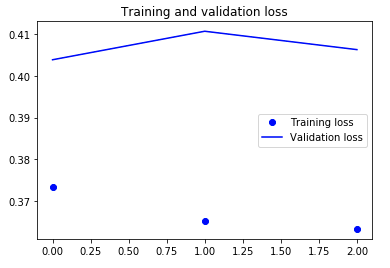 Training and validation loss
0.41
0.40
0.39
0.38
0.37
Training loss
Validation loss
0.00 0.25 0.50 0.75 1.00 1.25 1.50 1.75 2.00